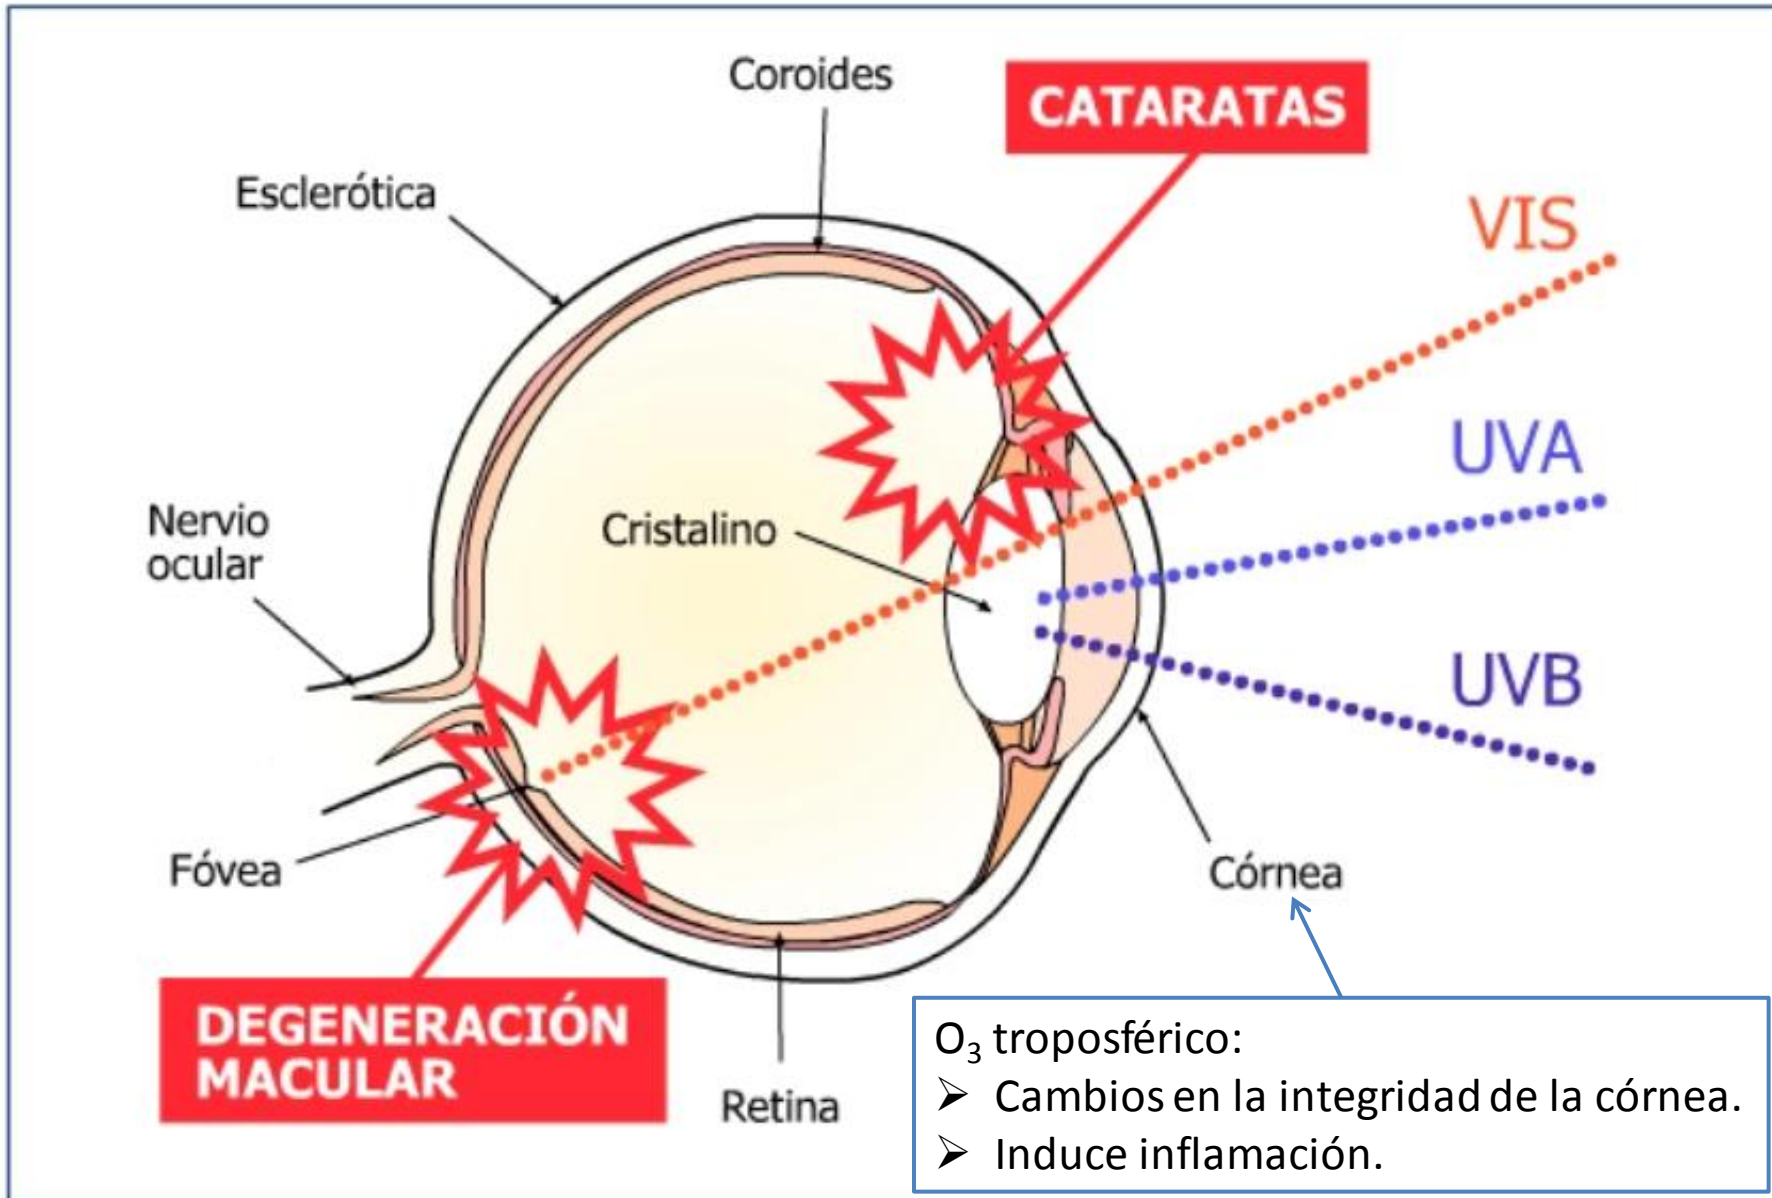 Coroides
CATARATAS
Esclerótica
VIS
UVA
Nervio
ocular
Cristalino
UVB
Fóvea
Córnea
DEGENERACIÓN
MACULAR
Retina
O₃ troposférico:
➢ Cambios en la integridad de la córnea.
➢ Induce inflamación.